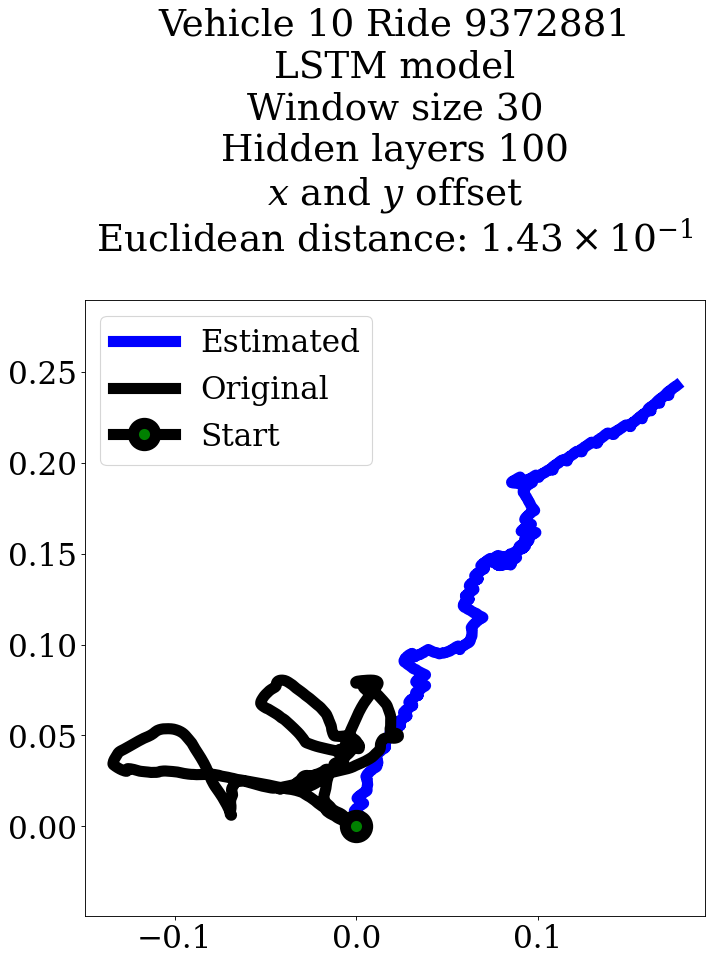 Vehicle 10 Ride 9372881
LSTM model
Window size 30
Hidden layers 100
x and y offset
Euclidean distance: 1.43 × 10⁻¹
Estimated
Original
Start
0.25
0.20
0.15
0.10
0.05
0.00
−0.1 0.0 0.1